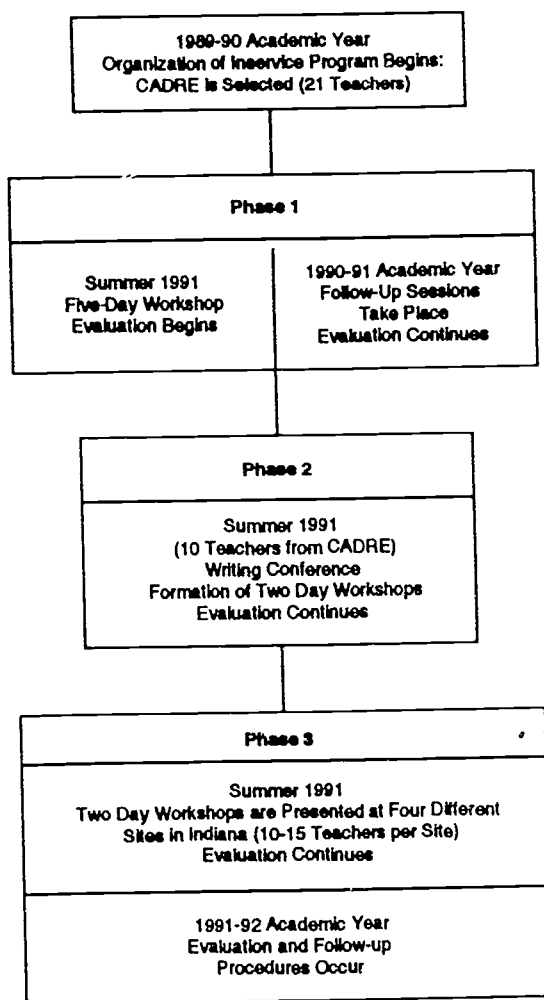 1989-90 Academic Year
Organization of Inservice Program Begins:
CADRE is Selected (21 Teachers)
Phase 1
Summer 1991
Five-Day Workshop
Evaluation Begins
1990-91 Academic Year
Follow-Up Sessions
Take Place
Evaluation Continues
Phase 2
Summer 1991
(10 Teachers from CADRE)
Writing Conference
Formation of Two Day Workshops
Evaluation Continues
Phase 3
Summer 1991
Two Day Workshops are Presented at Four Different
Sites in Indiana (10-15 Teachers per Site)
Evaluation Continues
1991-92 Academic Year
Evaluation and Follow-up
Procedures Occur